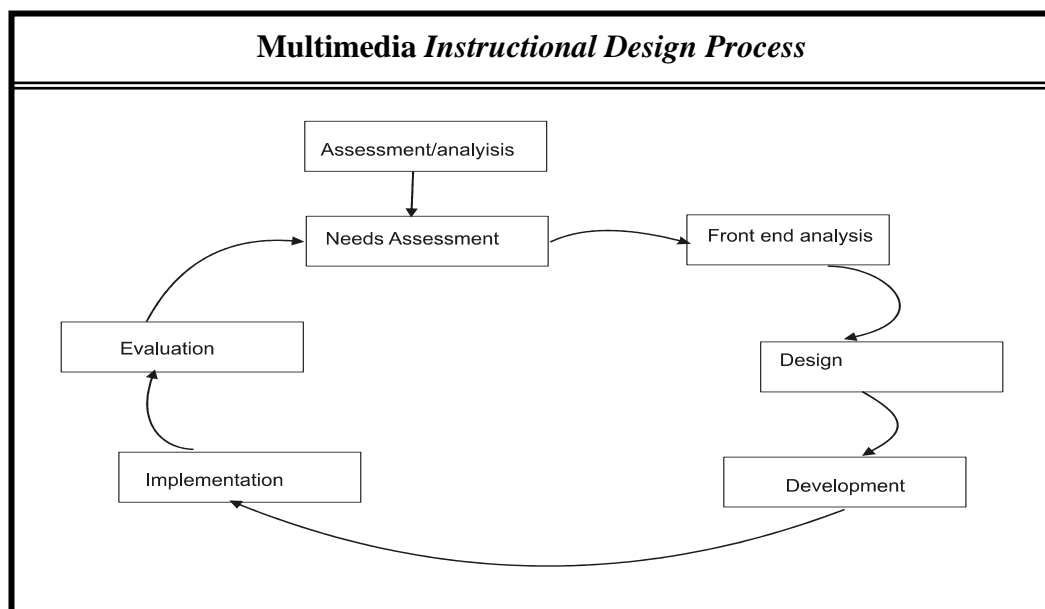 Multimedia Instructional Design Process
Assessment/analyisis
Needs Assessment
Front end analysis
Evaluation
Design
Implementation
Development